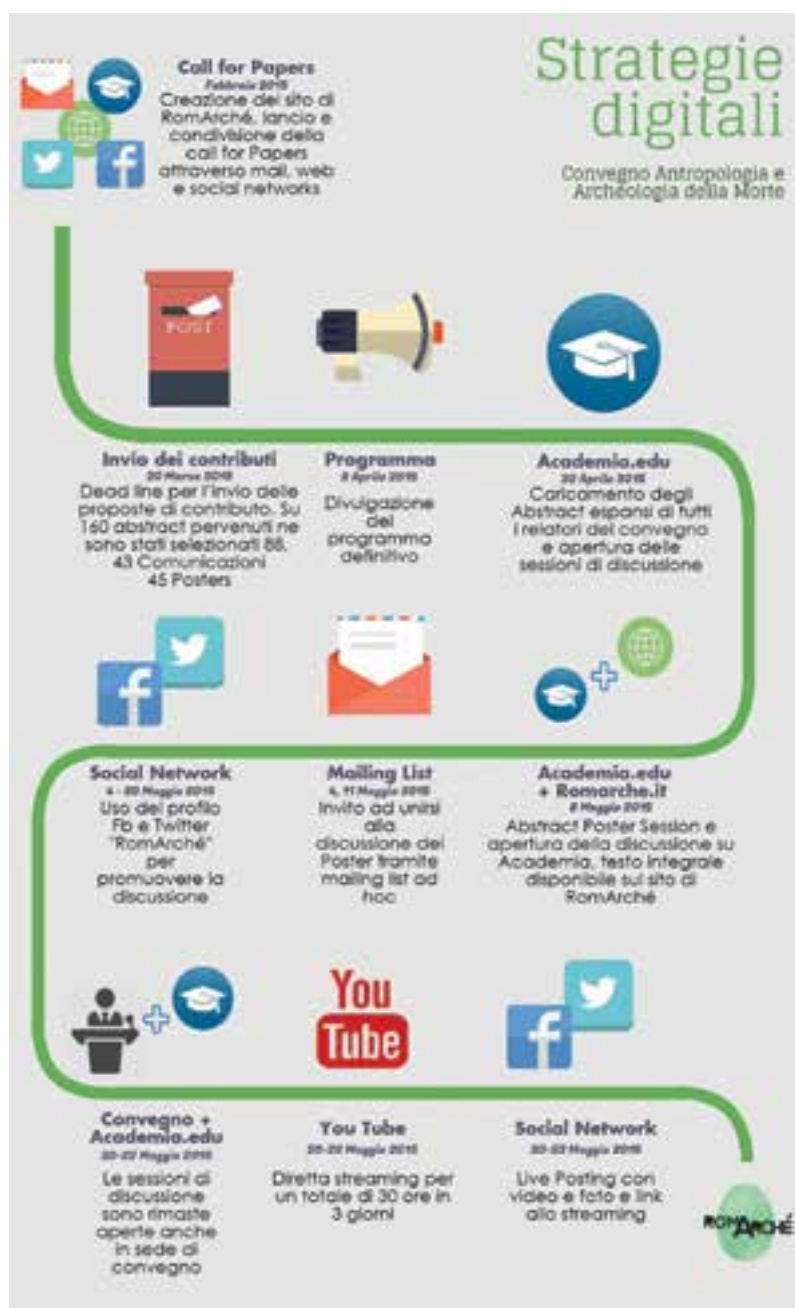 Strategie
digitali
Convegno Antropologia e
Archeologia della Morte
Call for Papers
Febbraio 2015
Creazione del sito di
RomArché, lancio e
condivisione della
call for Papers
attraverso mail, web
e social networks
POST
Invio dei contributi
20 Marzo 2015
Dead line per l'invio delle
proposte di contributo. Su
160 abstract pervenuti ne
sono stati selezionati 88,
43 Comunicazioni
45 Posters
Programma
Aprile 2015
Divulgazione
del
programma
definitivo
Academia.edu
Aprile 2015
Caricamento degli
Abstract espansi di tutti
i relatori del convegno
e apertura delle
sessioni di discussione
Social Network
Maggio 2015
Uso del profilo
Fb e Twitter
"RomArché"
per
promuovere la
discussione
Mailing List
4, 11 Maggio 2015
Invito ad unirsi
alla
discussione dei
Poster tramite
mailing list ad
hoc
Academia.edu
+ Romarche.it
Maggio 2015
Abstract Poster Session e
apertura della discussione su
Academia, testo integrale
disponibile sul sito di
RomArché
You
Tube
Convegno +
Academia.edu
20-22 Maggio 2015
Le sessioni di
discussione
sono rimaste
aperte anche
in sede di
convegno
You Tube
20-22 Maggio 2015
Diretta streaming per
un totale di 30 ore in
3 giorni
Social Network
20-22 Maggio 2015
Live Posting con
video e foto e link
allo streaming
ROMARCHÉ